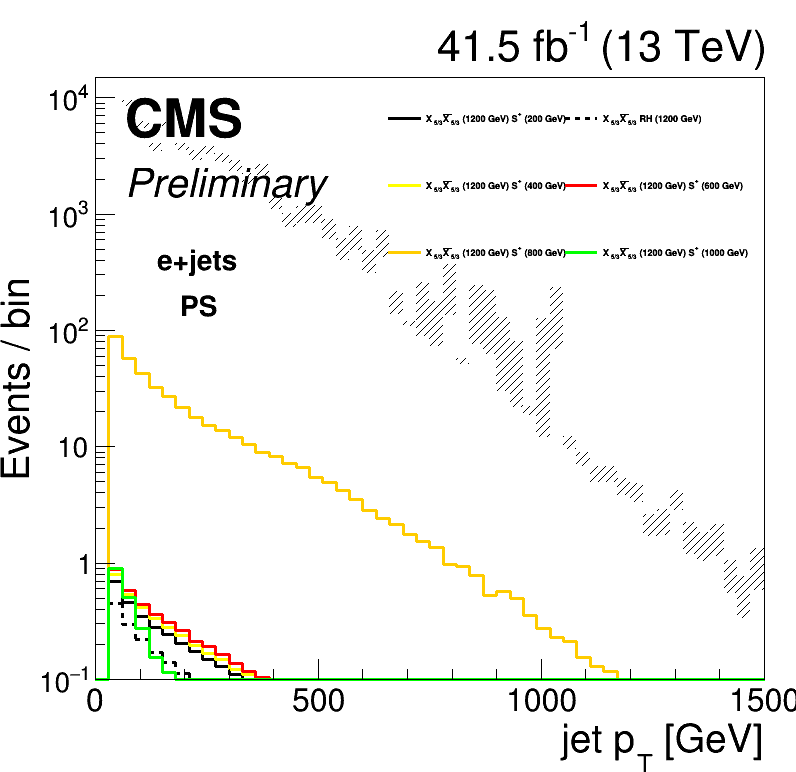 41.5 fb⁻¹ (13 TeV)
CMS
Preliminary
e+jets
PS
X₅/₃X̅₅/₃ (1200 GeV) S⁺ (200 GeV)
X₅/₃X̅₅/₃ RH (1200 GeV)
X₅/₃X̅₅/₃ (1200 GeV) S⁺ (400 GeV)
X₅/₃X̅₅/₃ (1200 GeV) S⁺ (600 GeV)
X₅/₃X̅₅/₃ (1200 GeV) S⁺ (800 GeV)
X₅/₃X̅₅/₃ (1200 GeV) S⁺ (1000 GeV)
Events / bin
10⁴
10³
10²
10
1
10⁻¹
0 500 1000 1500
jet p_T [GeV]